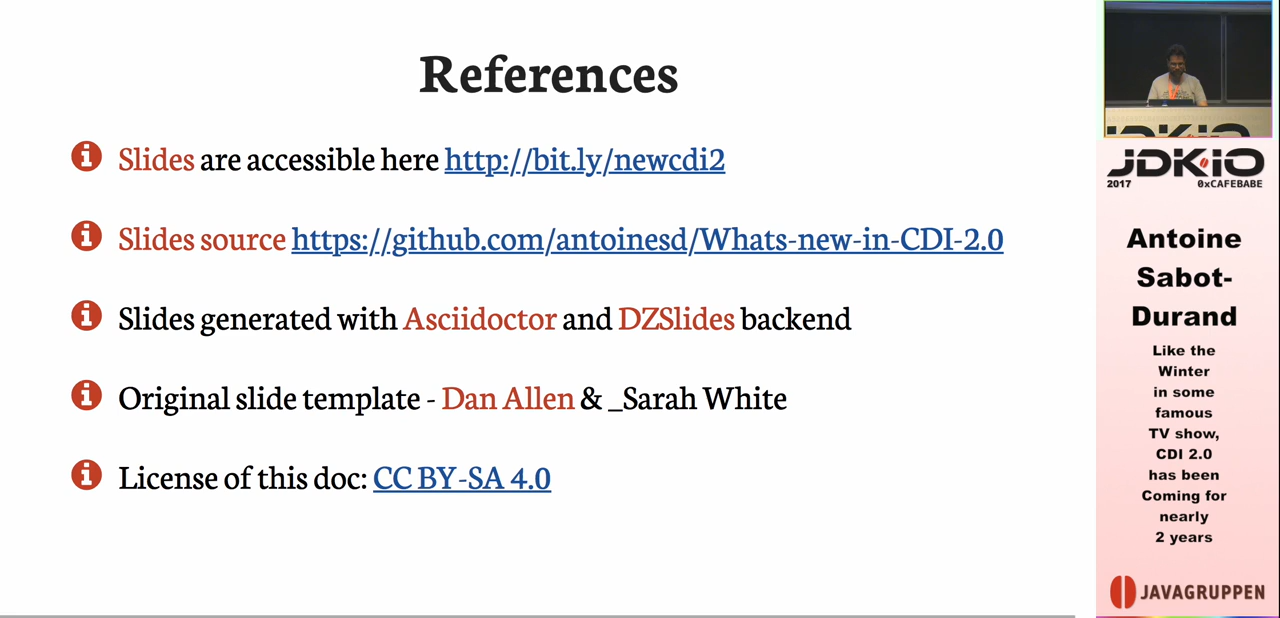 References
Slides are accessible here http://bit.ly/newcdi2
Slides source https://github.com/antoinesd/Whats-new-in-CDI-2.0
Slides generated with Asciidoctor and DZSlides backend
Original slide template - Dan Allen & _Sarah White
License of this doc: CC BY-SA 4.0
JDK.IO
JDK.IO
2017 0xCAFEBABE
Antoine
Sabot-
Durand
Like the
Winter
in some
famous
TV show,
CDI 2.0
has been
Coming for
nearly
2 years
JAVAGRUPPEN